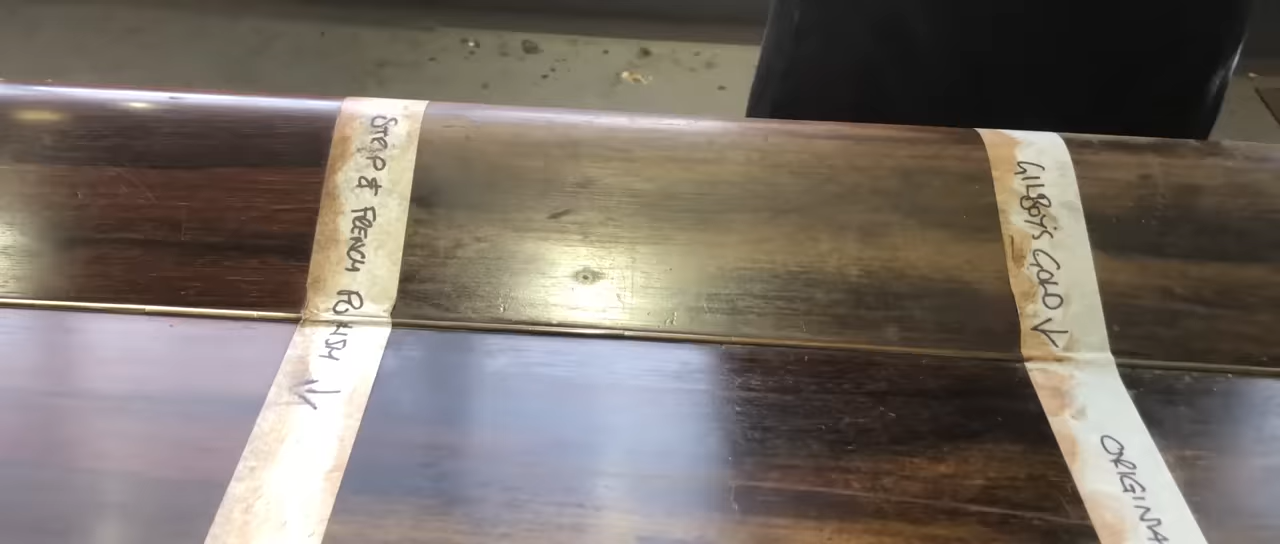 STRIP & FRENCH POLISH ↓
GILBOYS GOLD ↓
ORIGINA